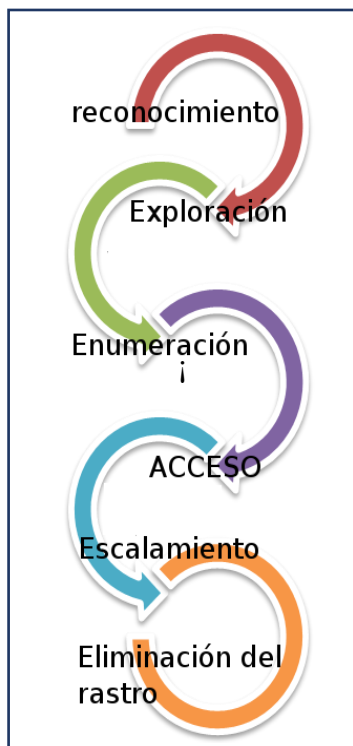 reconocimiento
Exploración
Enumeración
¡
ACCESO
Escalamiento
Eliminación del
rastro